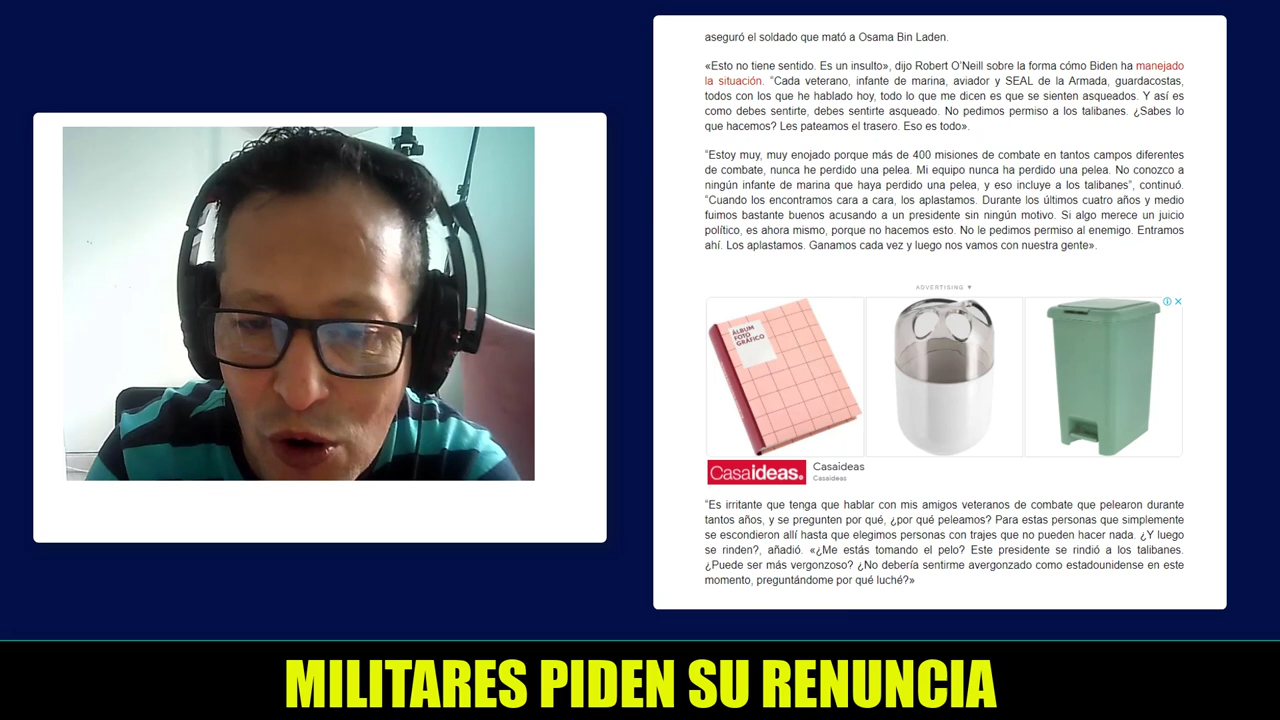 aseguró el soldado que mató a Osama Bin Laden.
«Esto no tiene sentido. Es un insulto», dijo Robert O’Neill sobre la forma cómo Biden ha manejado
la situación. “Cada veterano, infante de marina, aviador y SEAL de la Armada, guardacostas,
todos con los que he hablado hoy, todo lo que me dicen es que se sienten asqueados. Y así es
como debes sentirte, debes sentirte asqueado. No pedimos permiso a los talibanes. ¿Sabes lo
que hacemos? Les pateamos el trasero. Eso es todo».
“Estoy muy, muy enojado porque más de 400 misiones de combate en tantos campos diferentes
de combate, nunca he perdido una pelea. Mi equipo nunca ha perdido una pelea. No conozco a
ningún infante de marina que haya perdido una pelea, y eso incluye a los talibanes”, continuó.
“Cuando los encontramos cara a cara, los aplastamos. Durante los últimos cuatro años y medio
fuimos bastante buenos acusando a un presidente sin ningún motivo. Si algo merece un juicio
político, es ahora mismo, porque no hacemos esto. No le pedimos permiso al enemigo. Entramos
ahí. Los aplastamos. Ganamos cada vez y luego nos vamos con nuestra gente».
ADVERTISING ▼
ÁLBUM
FOTO
GRÁFICO
Casaideas. Casaideas
Casaideas
“Es irritante que tenga que hablar con mis amigos veteranos de combate que pelearon durante
tantos años, y se pregunten por qué, ¿por qué peleamos? Para estas personas que simplemente
se escondieron allí hasta que elegimos personas con trajes que no pueden hacer nada. ¿Y luego
se rinden?, añadió. «¿Me estás tomando el pelo? Este presidente se rindió a los talibanes.
¿Puede ser más vergonzoso? ¿No debería sentirme avergonzado como estadounidense en este
momento, preguntándome por qué luché?»
MILITARES PIDEN SU RENUNCIA